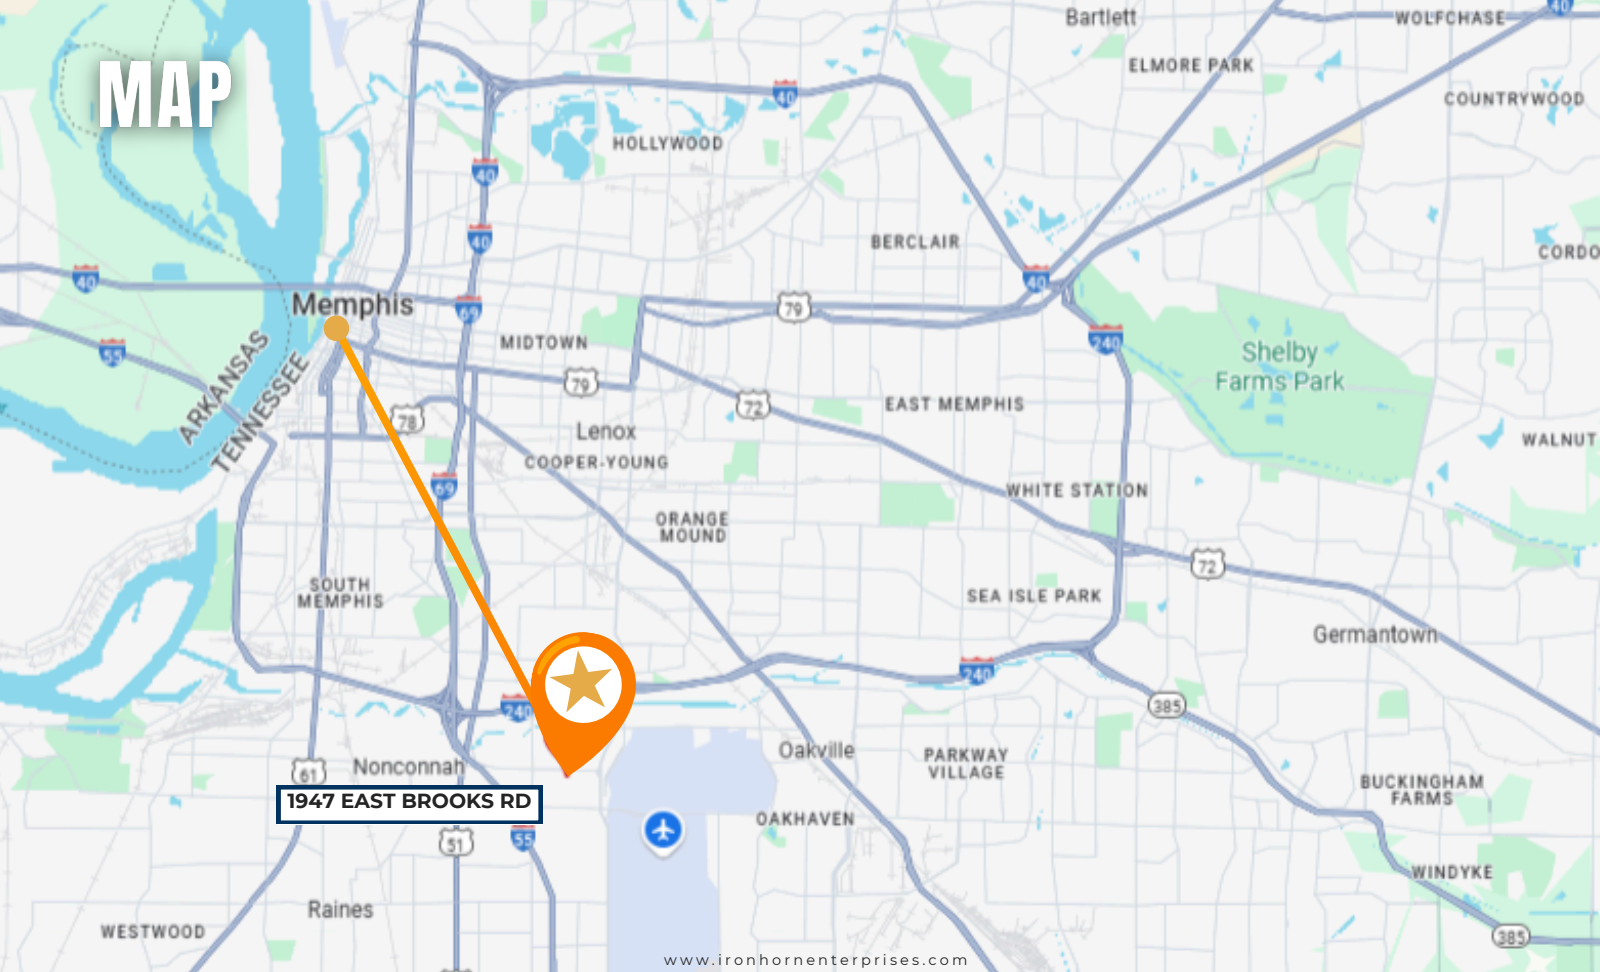 MAP
Bartlett
WOLFCHASE
40
ELMORE PARK
COUNTRYWOOD
40
HOLLYWOOD
40
40
BERCLAIR
CORDO
40
40
Memphis
69
79
MIDTOWN
240
Shelby
Farms Park
55
ARKANSAS
TENNESSEE
79
72
78
EAST MEMPHIS
Lenox
COOPER-YOUNG
WALNUT
69
WHITE STATION
ORANGE
MOUND
72
SOUTH
MEMPHIS
SEA ISLE PARK
Germantown
240
240
385
Oakville
PARKWAY
VILLAGE
61
Nonconnah
BUCKINGHAM
FARMS
1947 EAST BROOKS RD
OAKHAVEN
51
55
WINDYKE
Raines
WESTWOOD
385
www.ironhornenterprises.com